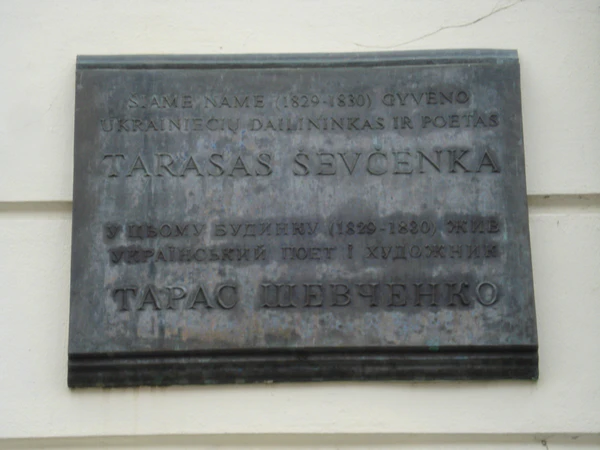 ŠIAME NAME (1829-1830) GYVENO
UKRAINIEČIŲ DAILININKAS IR POETAS
TARASAS ŠEVČENKA
У ЦЬОМУ БУДИНКУ (1829-1830) ЖИВ
УКРАЇНСЬКИЙ ПОЕТ І ХУДОЖНИК
ТАРАС ШЕВЧЕНКО